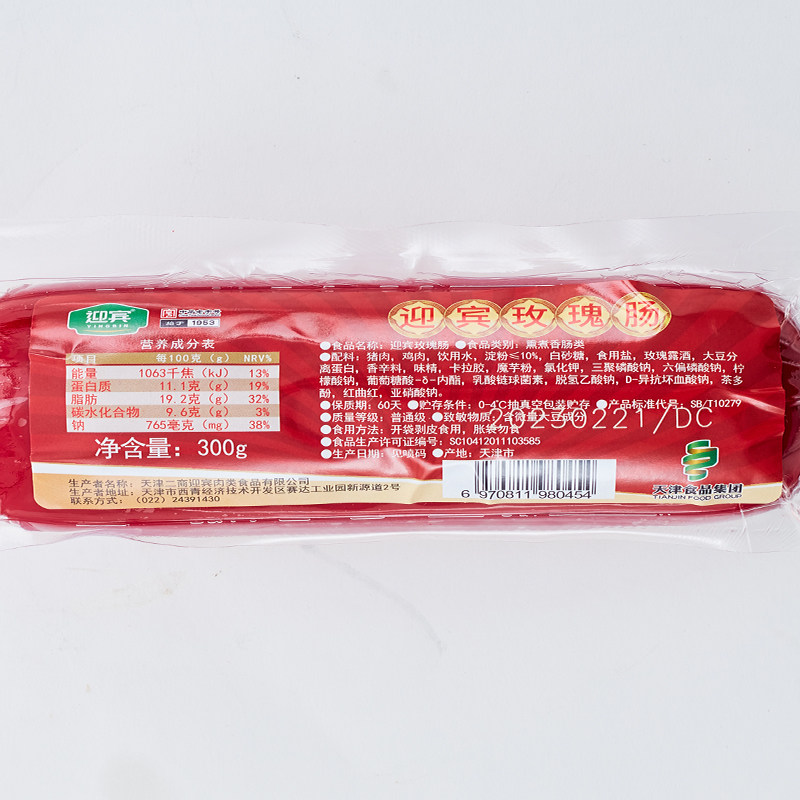 迎宾
YINGBIN
始于 1953
迎宾玫瑰肠
营养成分表
项目 每100克（g） NRV%
能量 1063千焦（kJ） 13%
蛋白质 11.1克（g） 19%
脂肪 19.2克（g） 32%
碳水化合物 9.6克（g） 3%
钠 765毫克（mg） 38%
净含量：300g
●食品名称：迎宾玫瑰肠 ●食品类别：熏煮香肠类
●配料：猪肉，鸡肉，饮用水，淀粉≤10%，白砂糖，食用盐，玫瑰露酒，大豆分
离蛋白，香辛料，味精，卡拉胶，魔芋粉，氯化钾，三聚磷酸钠，六偏磷酸钠，柠
檬酸钠，葡萄糖酸-δ-内酯，乳酸链球菌素，脱氢乙酸钠，D-异抗坏血酸钠，茶多
酚，红曲红，亚硝酸钠。
●保质期：60天 ●贮存条件：0-4℃抽真空包装贮存 ●产品标准代号：SB/T10279
●质量等级：普通级 ●致敏物质：含微量大豆成分
20230221/DC
●食用方法：开袋剥皮食用，胀袋勿食
●食品生产许可证编号：SC10412011103585
●生产日期：见喷码 ●产地：天津市
生产者名称：天津二商迎宾肉类食品有限公司
生产者地址：天津市西青经济技术开发区赛达工业园新源道2号
联系方式：（022）24391430
6 970811 980454
天津食品集团
TIANJIN FOOD GROUP